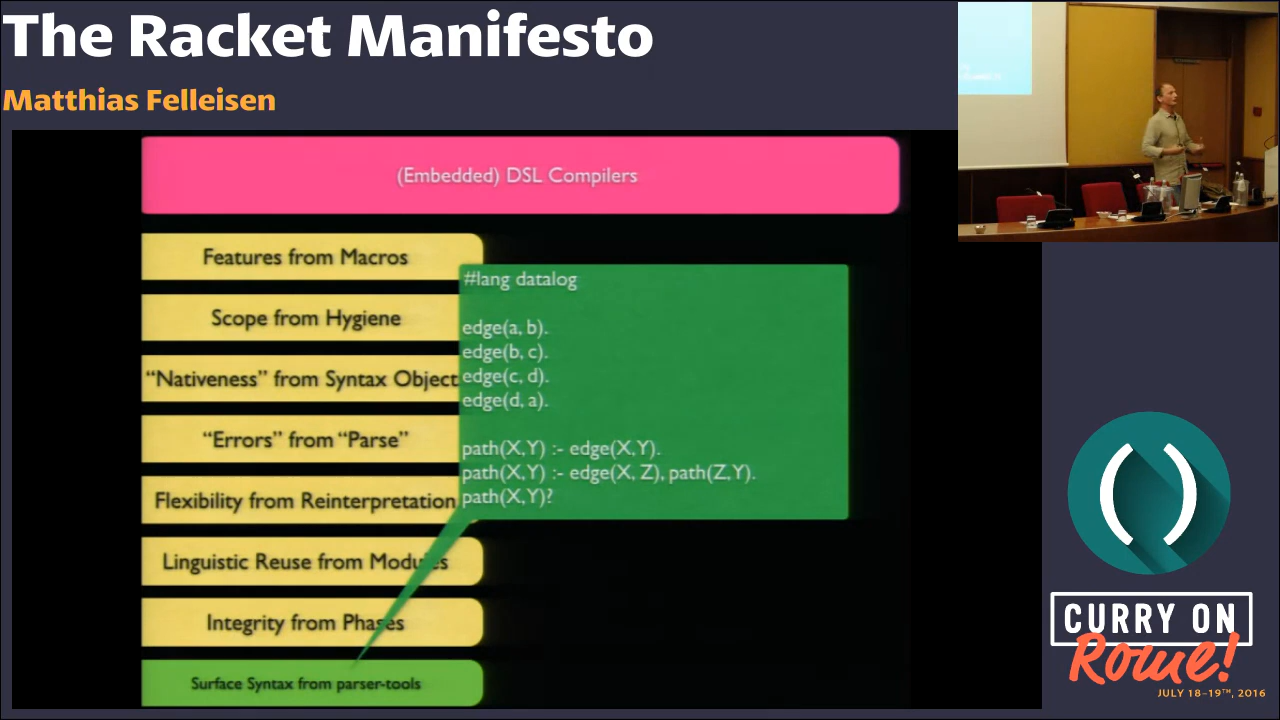 The Racket Manifesto
Matthias Felleisen
(Embedded) DSL Compilers
Features from Macros
Scope from Hygiene
“Nativeness” from Syntax Object
“Errors” from “Parse”
Flexibility from Reinterpretation
Linguistic Reuse from Modules
Integrity from Phases
Surface Syntax from parser-tools
#lang datalog
edge(a, b).
edge(b, c).
edge(c, d).
edge(d, a).
path(X,Y) :- edge(X,Y).
path(X,Y) :- edge(X, Z), path(Z,Y).
path(X,Y)?
( )
CURRY ON
Rome!
JULY 18-19TH, 2016